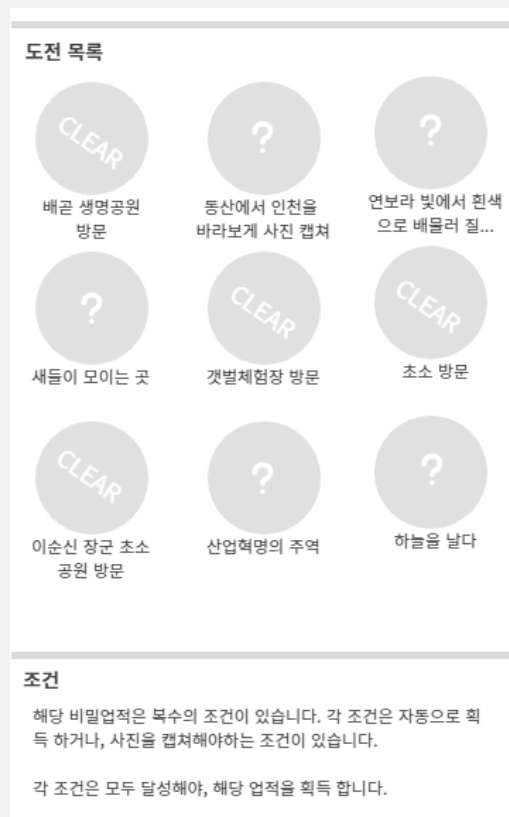 도전 목록
CLEAR
?
?
배곧 생명공원
방문
동산에서 인천을
바라보게 사진 캡쳐
연보라 빛에서 흰색
으로 배물러 질...
?
CLEAR
CLEAR
새들이 모이는 곳
갯벌체험장 방문
초소 방문
CLEAR
?
?
이순신 장군 초소
공원 방문
산업혁명의 주역
하늘을 날다
조건
해당 비밀업적은 복수의 조건이 있습니다. 각 조건은 자동으로 획
득 하거나, 사진을 캡쳐해야하는 조건이 있습니다.
각 조건은 모두 달성해야, 해당 업적을 획득 합니다.